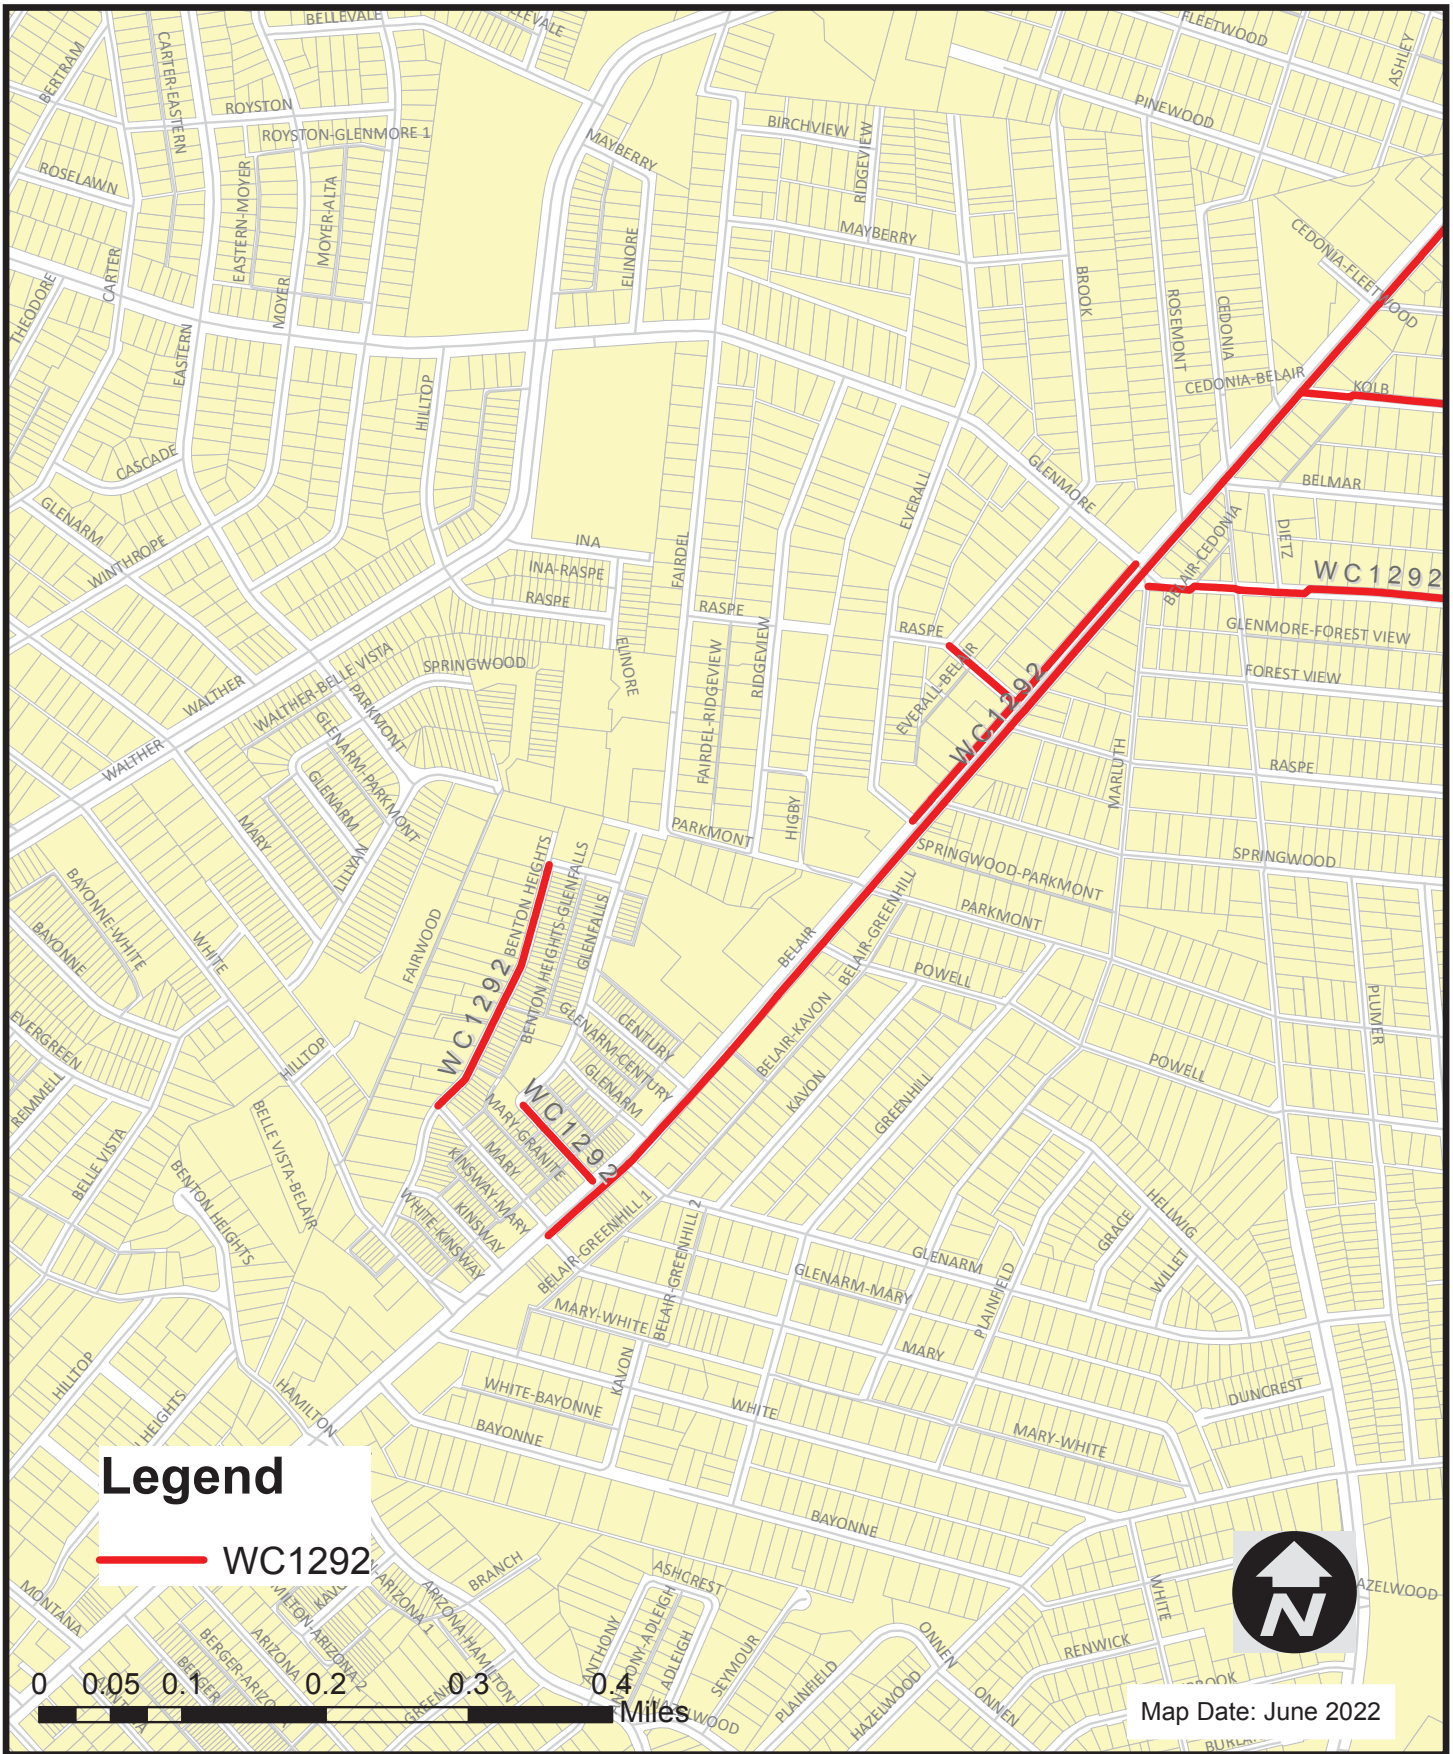 BELLEVALE
FLEETWOOD
ASHLEY
BERTRAM
CARTER-EASTERN
ROYSTON
ROYSTON-GLENMORE 1
MAYBERRY
BIRCHVIEW
RIDGEVIEW
PINEWOOD
ROSELAWN
EASTERN-MOYER
MOYER-ALTA
ELINORE
MAYBERRY
CEDONIA-FLEETWOOD
THEODORE
CARTER
MOYER
BROOK
ROSEMONT
CEDONIA
EASTERN
HILLTOP
CEDONIA-BELAIR
KOLB
CASCADE
GLENMORE
BELMAR
GLENARM
WINTHROPE
EVERALL
DIETZ
INA
INA-RASPE
RASPE
FAIRDEL
BELAIR-CEDONIA
WC1292
RASPE
RIDGEVIEW
RASPE
GLENMORE-FOREST VIEW
WALTHER
WALTHER-BELLE VISTA
SPRINGWOOD
ELINORE
FAIRDEL-RIDGEVIEW
EVERALL-BELAIR
WC1292
FOREST VIEW
PARKMONT
WALTHER
GLENARM-PARKMONT
GLENARM
MARLUTH
RASPE
MARY
LILLYAN
PARKMONT
HIGBY
SPRINGWOOD-PARKMONT
SPRINGWOOD
BAYONNE-WHITE
BAYONNE
WHITE
FAIRWOOD
WC1292
BENTON HEIGHTS
BENTON HEIGHTS-GLENFALLS
GLENFALLS
BELAIR
BELAIR-GREENHILL
PARKMONT
POWELL
PLUMER
EVERGREEN
REMMELL
HILLTOP
GLENARM-CENTURY
CENTURY
GLENARM
BELAIR-KAVON
KAVON
GREENHILL
POWELL
BELLE VISTA
BELLE VISTA-BELAIR
WC1292
MARY-GRANITE
MARY
KINSWAY-MARY
KINSWAY
WHITE-KINSWAY
BENTON HEIGHTS
BELAIR-GREENHILL 1
BELAIR-GREENHILL 2
HELLWIG
GRACE
WILLET
GLENARM
GLENARM-MARY
PLAINFIELD
MARY-WHITE
MARY
KAVON
HILLTOP
HAMILTON
WHITE-BAYONNE
WHITE
BAYONNE
DUNCREST
MARY-WHITE
Legend
WC1292
BAYONNE
ASHCREST
BRANCH
ARIZONA-HAMILTON
MONTANA
BERGER-ARIZONA
ARIZONA
BERGER
ANTHONY
ADLEIGH
SEYMOUR
PLAINFIELD
HAZELWOOD
ONNEN
ONNEN
RENWICK
WHITE
N
0 0.05 0.1 0.2 0.3 0.4
Miles
Map Date: June 2022